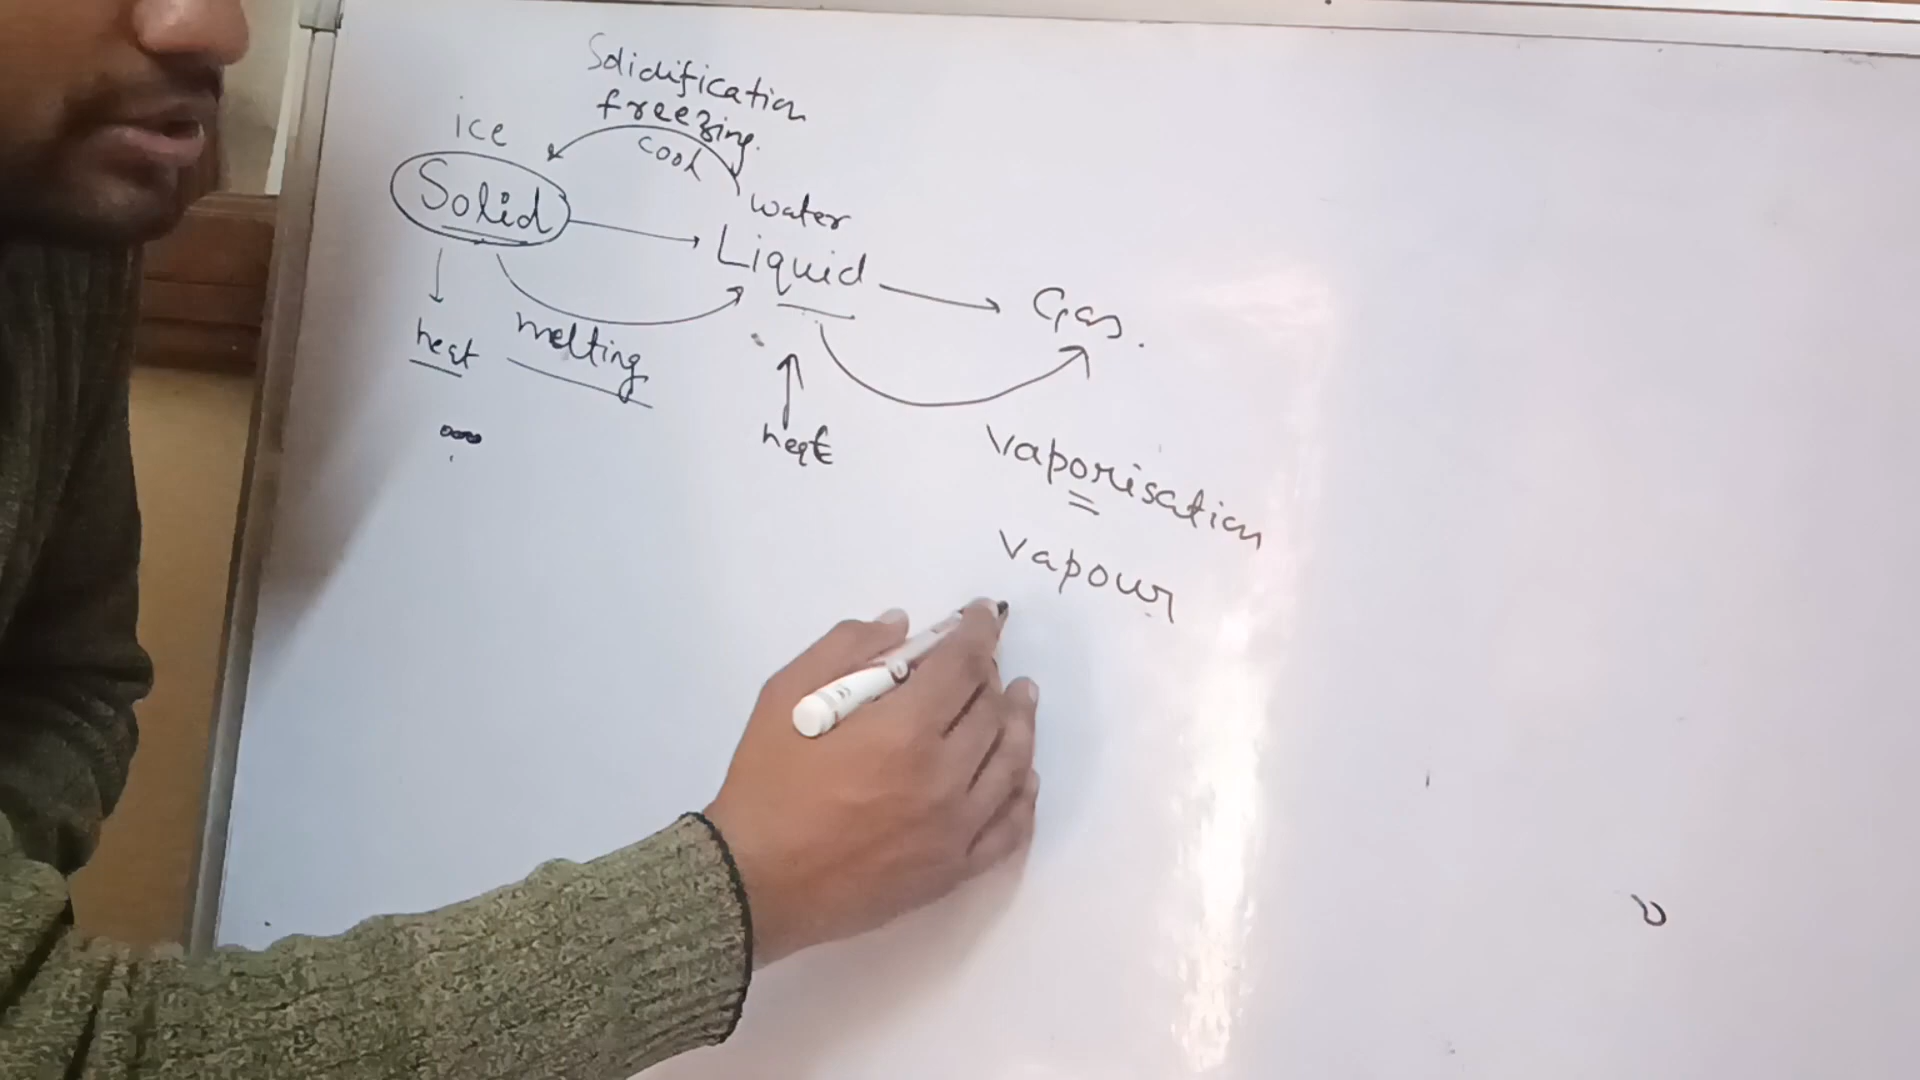 Solidification
freezing.
cool
ice
Solid
water
Liquid
Gas.
heat
melting
heat
vaporisation
vapour